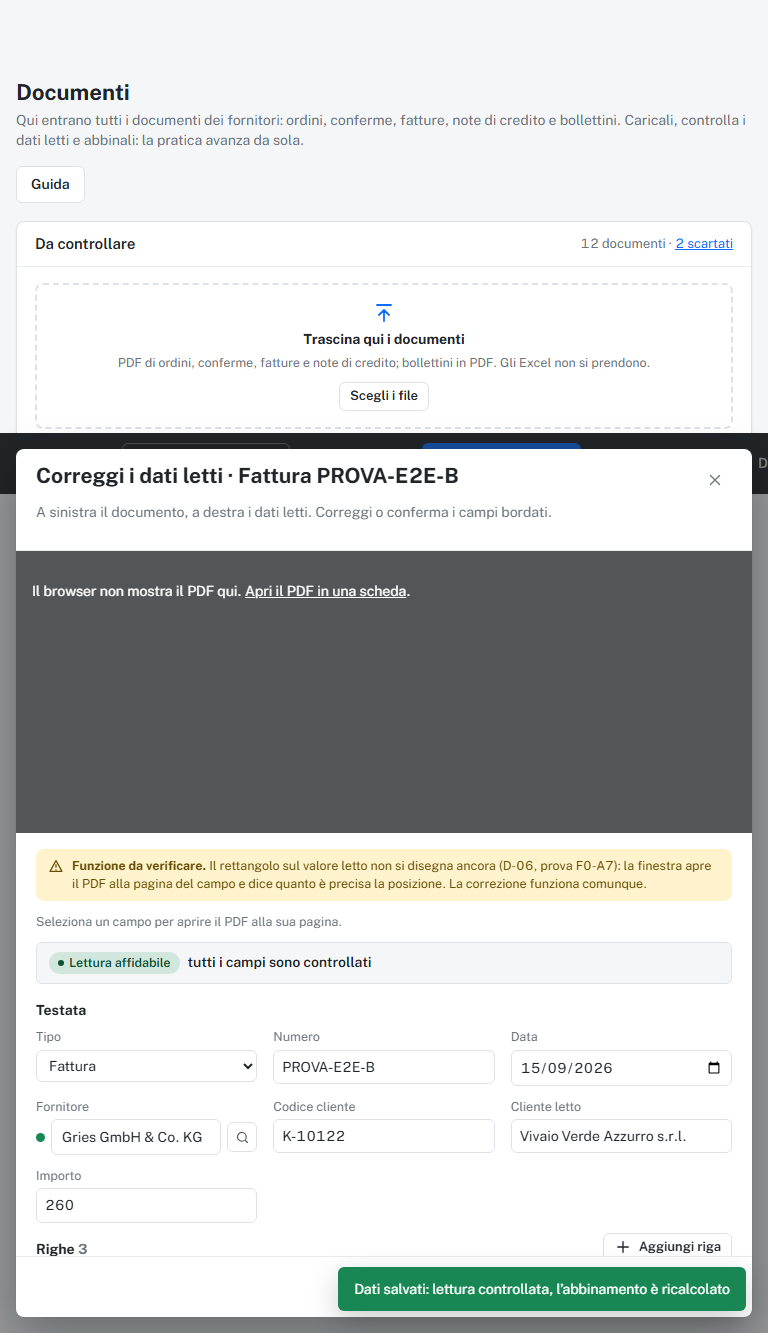 Documenti
Qui entrano tutti i documenti dei fornitori: ordini, conferme, fatture, note di credito e bollettini. Caricali, controlla i
dati letti e abbinali: la pratica avanza da sola.
Guida
Da controllare
12 documenti · 2 scartati
Trascina qui i documenti
PDF di ordini, conferme, fatture e note di credito; bollettini in PDF. Gli Excel non si prendono.
Scegli i file
D
Correggi i dati letti · Fattura PROVA-E2E-B
A sinistra il documento, a destra i dati letti. Correggi o conferma i campi bordati.
Il browser non mostra il PDF qui. Apri il PDF in una scheda.
Funzione da verificare. Il rettangolo sul valore letto non si disegna ancora (D-06, prova F0-A7): la finestra apre
il PDF alla pagina del campo e dice quanto è precisa la posizione. La correzione funziona comunque.
Seleziona un campo per aprire il PDF alla sua pagina.
Lettura affidabile tutti i campi sono controllati
Testata
Tipo Numero Data
Fattura PROVA-E2E-B 15/09/2026
Fornitore Codice cliente Cliente letto
Gries GmbH & Co. KG K-10122 Vivaio Verde Azzurro s.r.l.
Importo
260
Righe 3 Aggiungi riga
Dati salvati: lettura controllata, l'abbinamento è ricalcolato